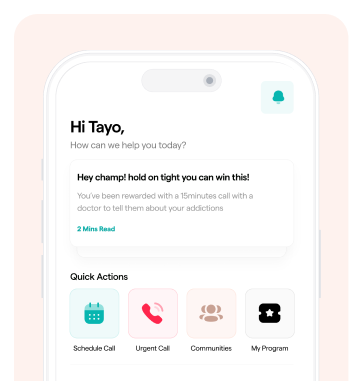 Hi Tayo,
How can we help you today?
Hey champ! hold on tight you can win this!
You've been rewarded with a 15minutes call with a
doctor to tell them about your addictions
2 Mins Read
Quick Actions
Schedule Call
Urgent Call
Communities
My Program